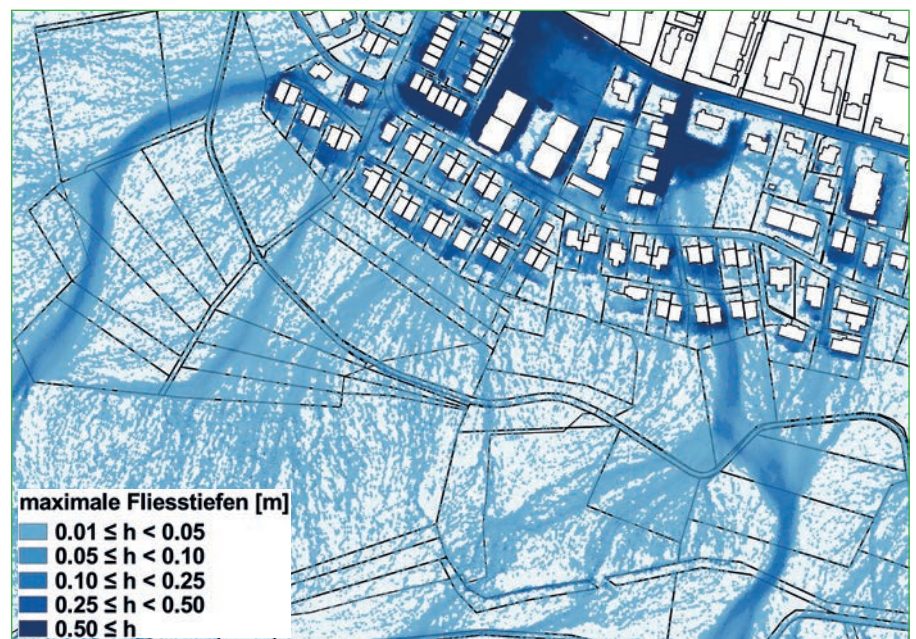 maximale Fliesstiefen [m]
0.01 ≤ h < 0.05
0.05 ≤ h < 0.10
0.10 ≤ h < 0.25
0.25 ≤ h < 0.50
0.50 ≤ h